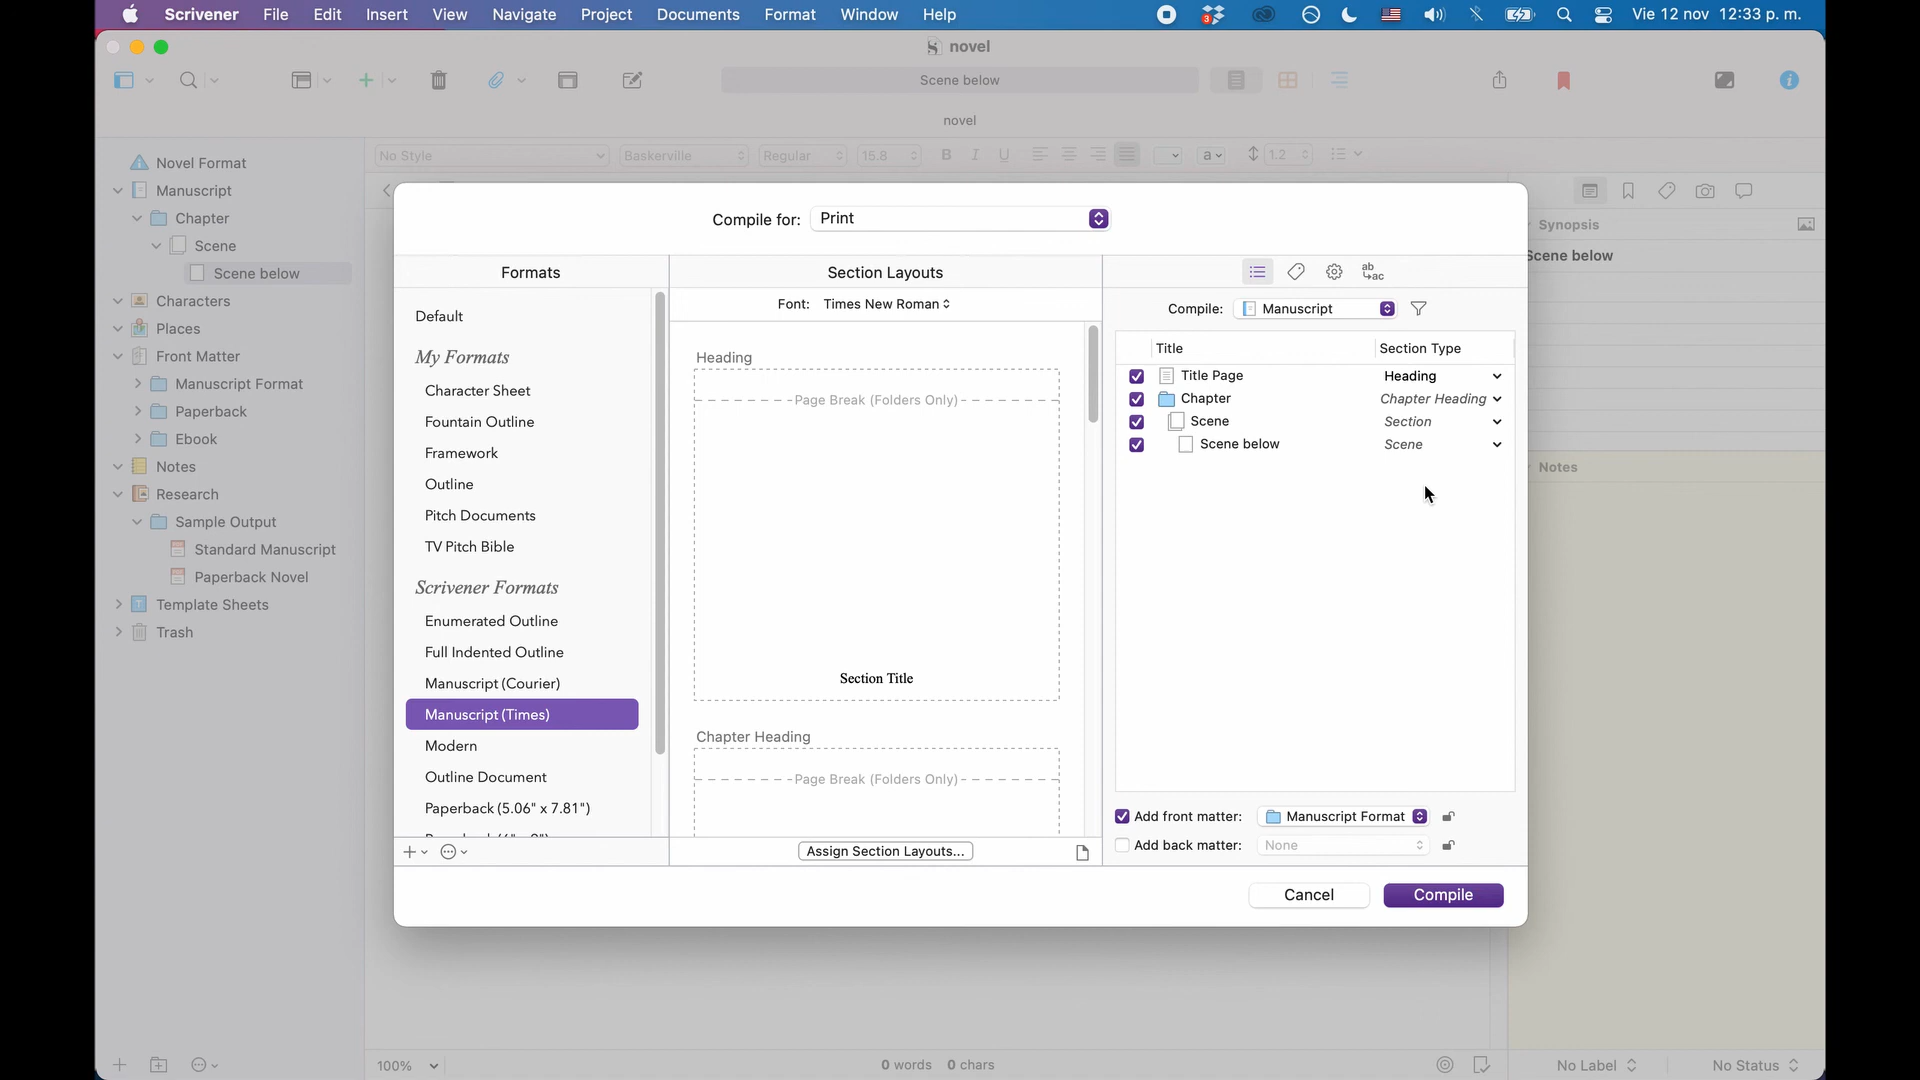 Scrivener File Edit Insert View Navigate Project Documents Format Window Help 3 Vie 12 nov 12:33 p. m.
novel
Scene below
novel
No Style Baskerville Regular 15.8 B I U a 1.2
Novel Format
Manuscript
Chapter
Scene
Scene below
Characters
Places
Front Matter
Manuscript Format
Paperback
Ebook
Notes
Research
Sample Output
Standard Manuscript
Paperback Novel
Template Sheets
Trash
Compile for: Print
Formats
Default
My Formats
Character Sheet
Fountain Outline
Framework
Outline
Pitch Documents
TV Pitch Bible
Scrivener Formats
Enumerated Outline
Full Indented Outline
Manuscript (Courier)
Manuscript (Times)
Modern
Outline Document
Paperback (5.06" x 7.81")
Section Layouts
Font: Times New Roman
Heading
Page Break (Folders Only)
Section Title
Chapter Heading
Page Break (Folders Only)
Assign Section Layouts...
ab
ac
Compile: Manuscript
Title Section Type
Title Page Heading
Chapter Chapter Heading
Scene Section
Scene below Scene
Add front matter: Manuscript Format
Add back matter: None
Cancel Compile
Synopsis
Scene below
Notes
100% 0 words 0 chars No Label No Status